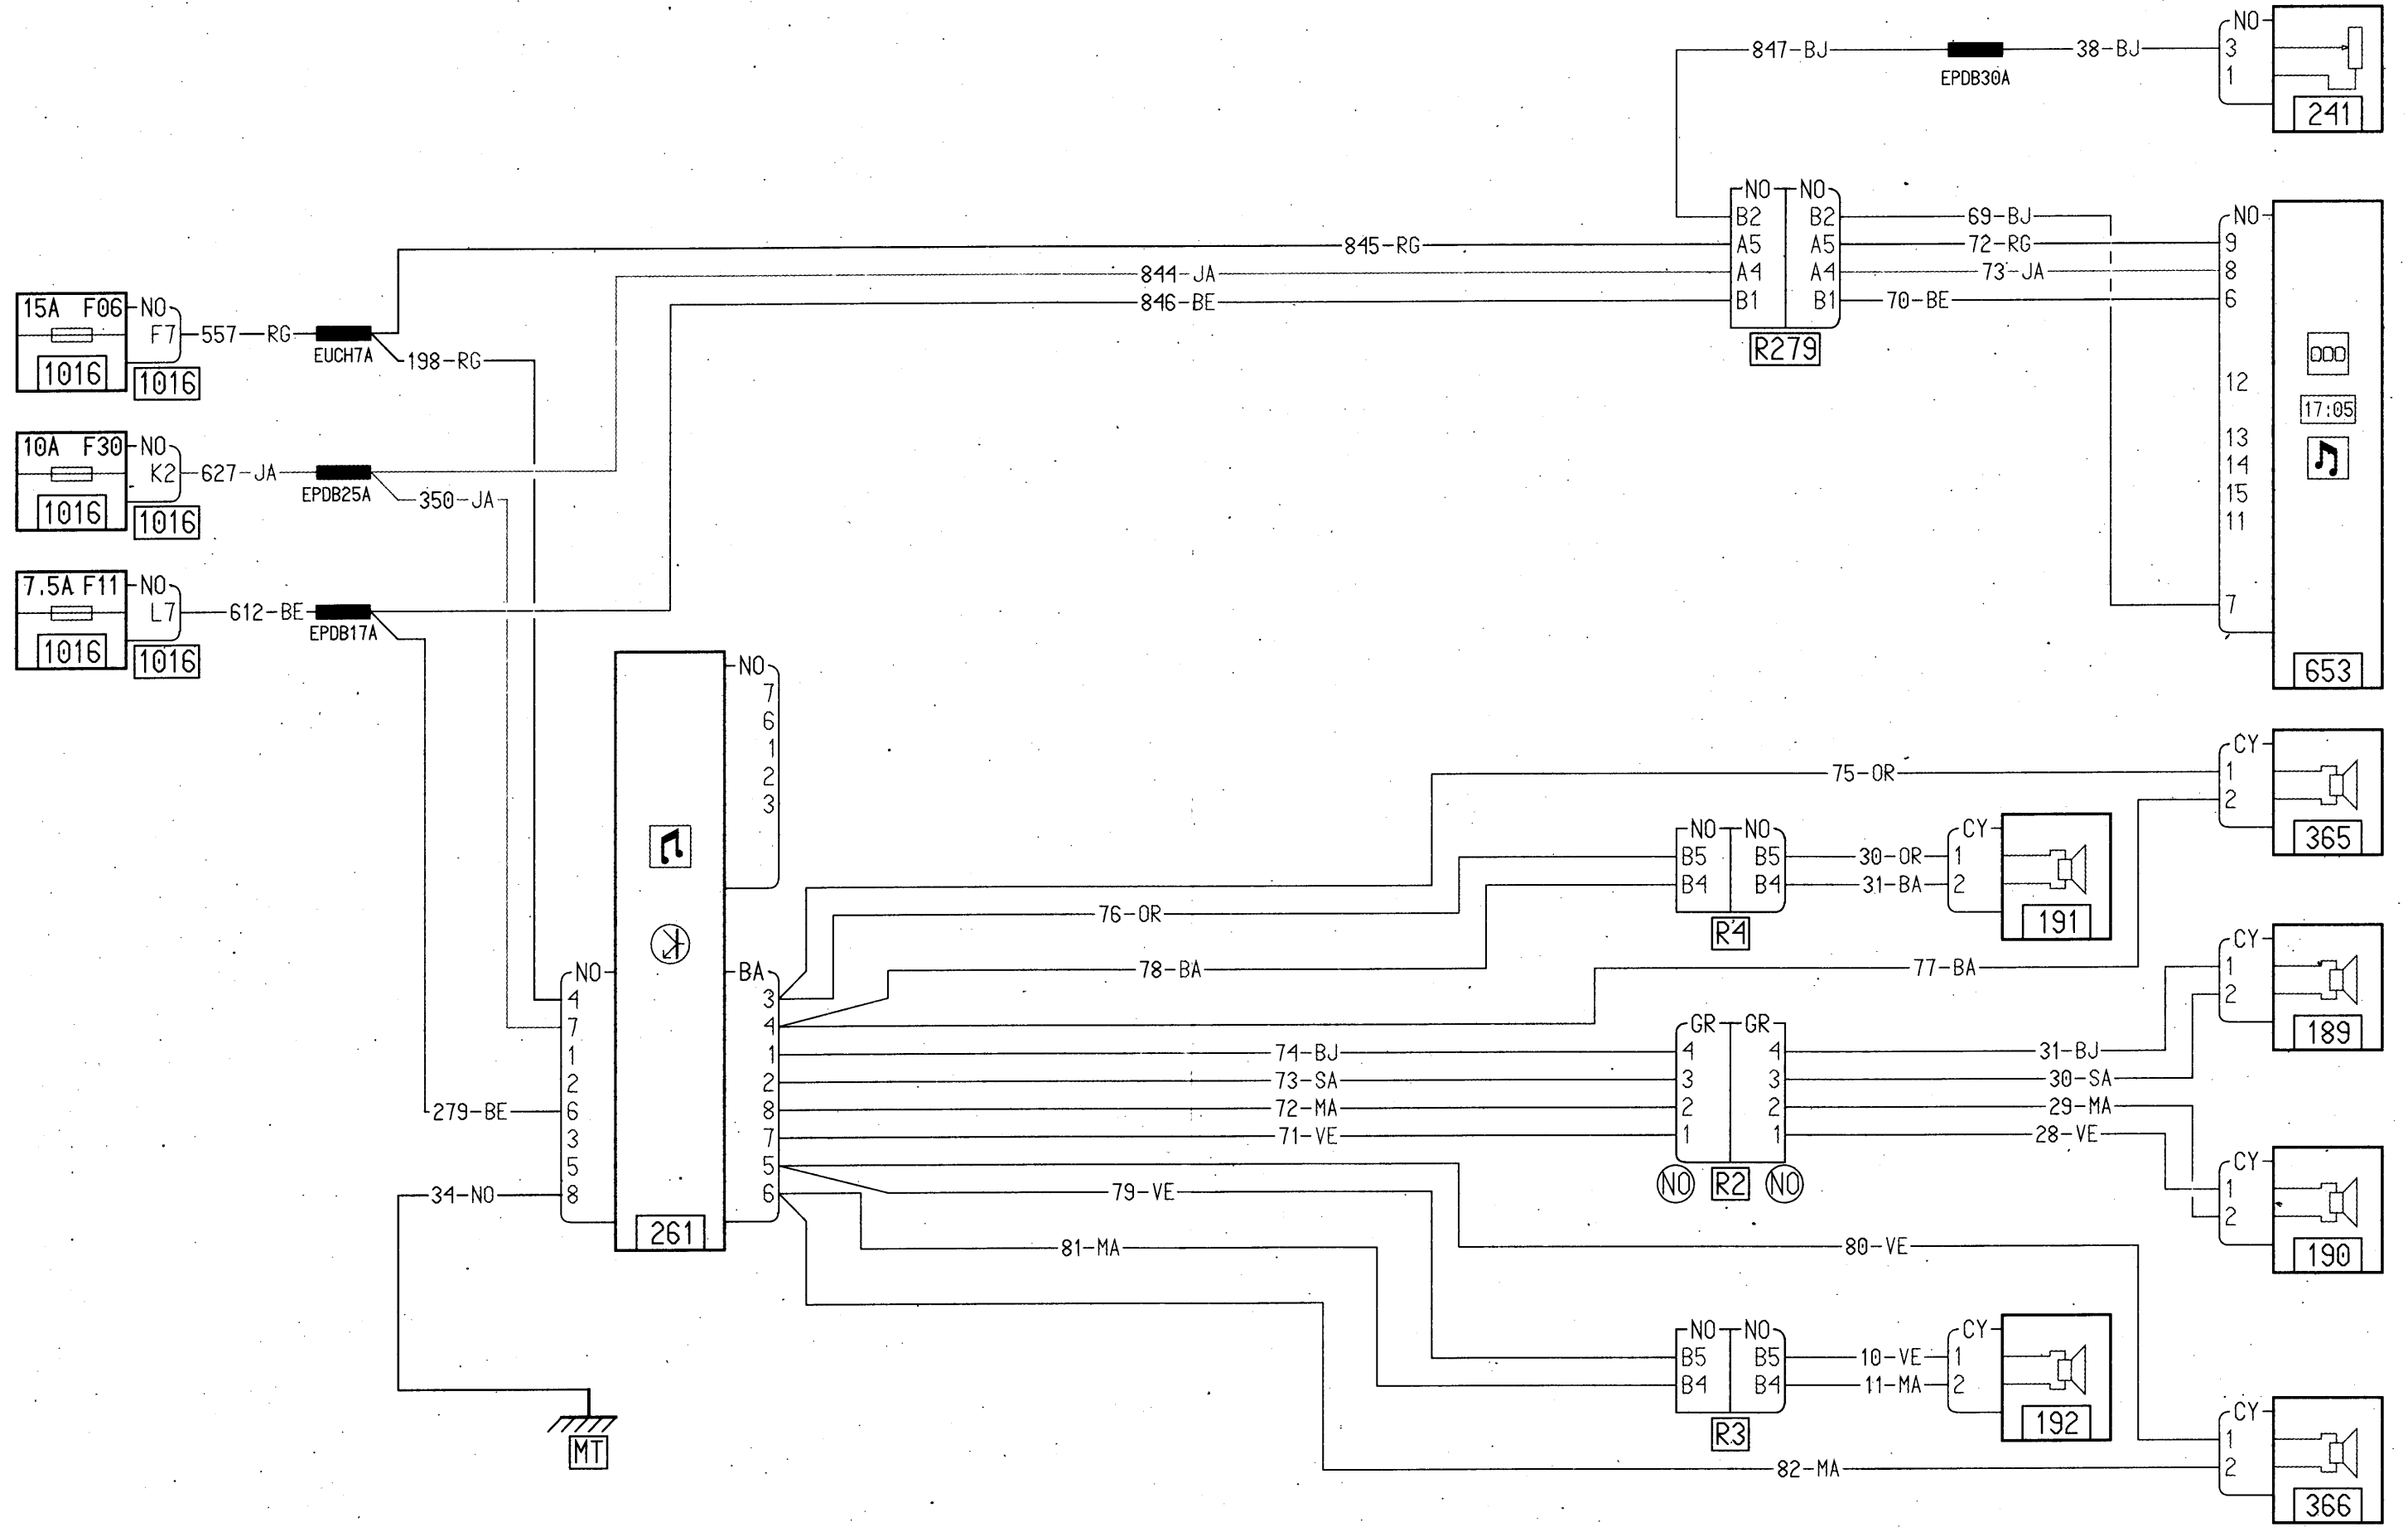 847-BJ
EPDB30A
38-BJ
NO
3
1
241
NO NO
B2 B2
A5 A5
A4 A4
B1 B1
R279
845-RG
844-JA
846-BE
69-BJ
72-RG
73-JA
70-BE
NO
9
8
6
12
13
14
15
11
7
17:05
653
15A F06
1016
NO
F7
1016
557-RG
EUCH7A
198-RG
10A F30
1016
NO
K2
1016
627-JA
EPDB25A
350-JA
7.5A F11
1016
NO
L7
1016
612-BE
EPDB17A
279-BE
34-NO
MT
NO
4
7
1
2
6
3
5
8
261
NO
7
6
1
2
3
BA
3
4
1
2
8
7
5
6
75-OR
76-OR
78-BA
77-BA
74-BJ
73-SA
72-MA
71-VE
79-VE
80-VE
81-MA
82-MA
NO NO
B5 B5
B4 B4
R4
30-OR
31-BA
CY
1
2
191
CY
1
2
365
GR GR
4 4
3 3
2 2
1 1
NO R2 NO
31-BJ
30-SA
29-MA
28-VE
CY
1
2
189
CY
1
2
190
NO NO
B5 B5
B4 B4
R3
10-VE
11-MA
CY
1
2
192
CY
1
2
366